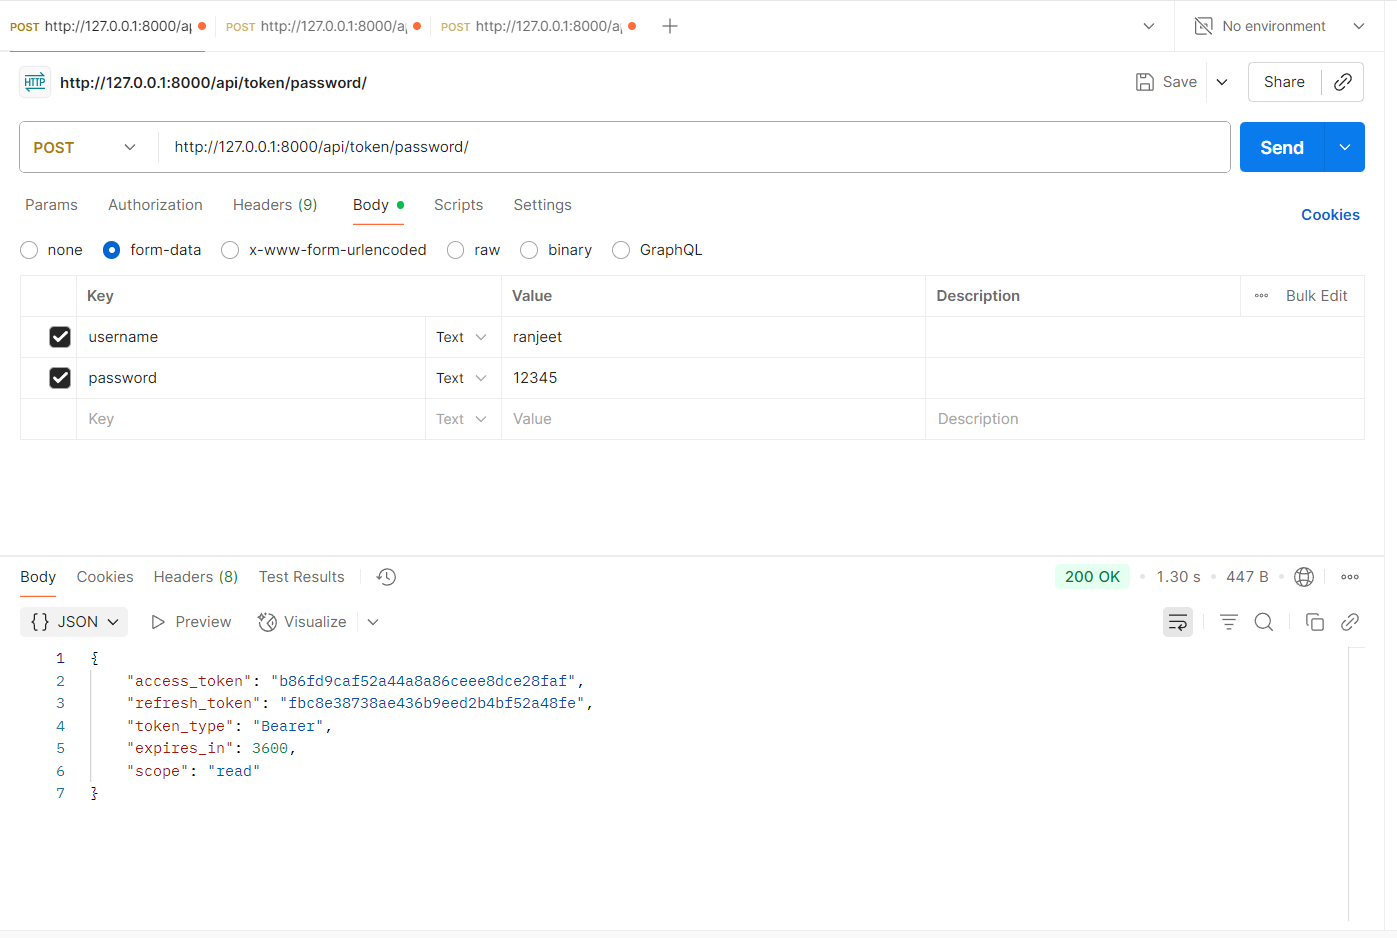 POST http://127.0.0.1:8000/ap POST http://127.0.0.1:8000/a POST http://127.0.0.1:8000/a No environment
HTTP http://127.0.0.1:8000/api/token/password/ Save Share
POST http://127.0.0.1:8000/api/token/password/ Send
Params Authorization Headers (9) Body Scripts Settings Cookies
none form-data x-www-form-urlencoded raw binary GraphQL
Key Value Description Bulk Edit
username Text ranjeet
password Text 12345
Key Text Value Description
Body Cookies Headers (8) Test Results 200 OK 1.30 s 447 B
{} JSON Preview Visualize
1 {
2 "access_token": "b86fd9caf52a44a8a86ceee8dce28faf",
3 "refresh_token": "fbc8e38738ae436b9eed2b4bf52a48fe",
4 "token_type": "Bearer",
5 "expires_in": 3600,
6 "scope": "read"
7 }